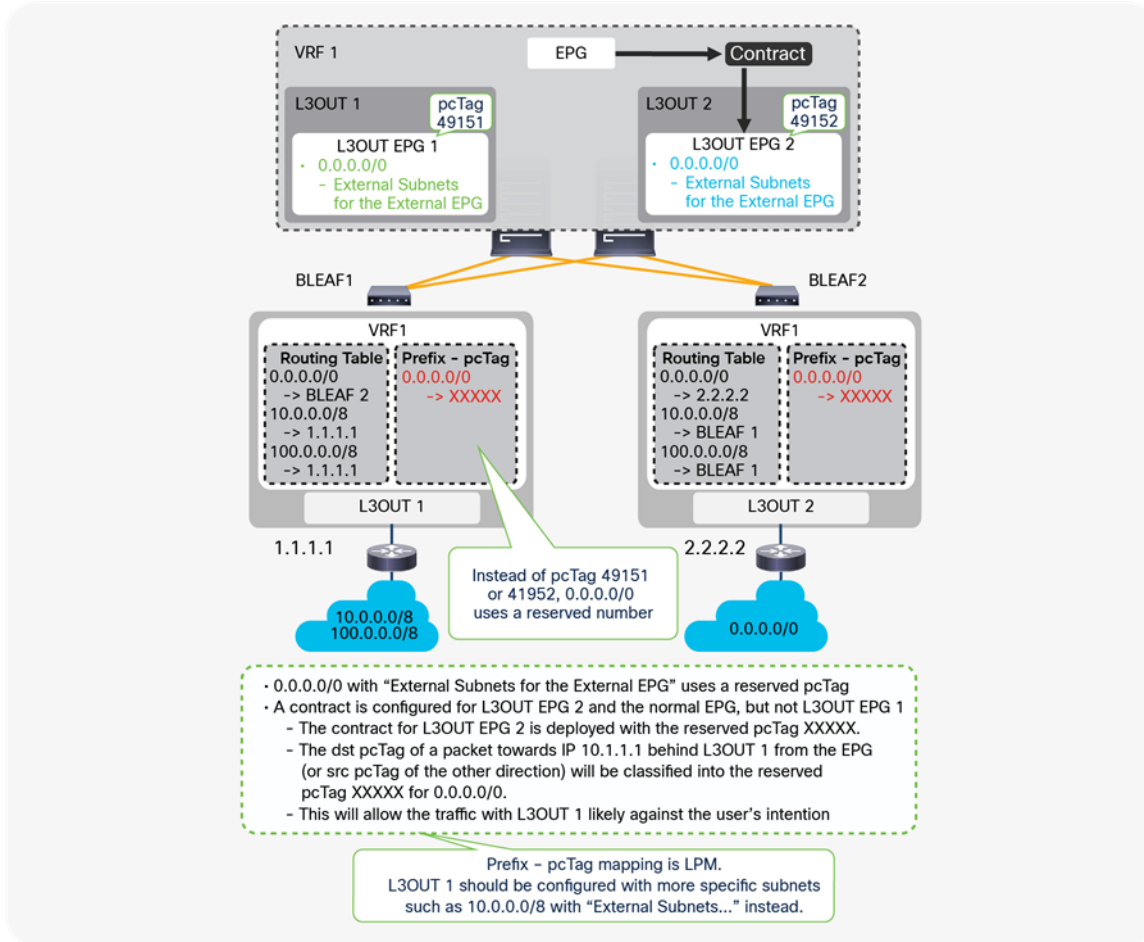 VRF 1
EPG
Contract
L3OUT 1
pcTag
49151
L3OUT EPG 1
· 0.0.0.0/0
- External Subnets
for the External EPG
L3OUT 2
pcTag
49152
L3OUT EPG 2
· 0.0.0.0/0
- External Subnets
for the External EPG
BLEAF1
BLEAF2
VRF1
Routing Table
0.0.0.0/0
-> BLEAF 2
10.0.0.0/8
-> 1.1.1.1
100.0.0.0/8
-> 1.1.1.1
Prefix - pcTag
0.0.0.0/0
-> XXXXX
L3OUT 1
VRF1
Routing Table
0.0.0.0/0
-> 2.2.2.2
10.0.0.0/8
-> BLEAF 1
100.0.0.0/8
-> BLEAF 1
Prefix - pcTag
0.0.0.0/0
-> XXXXX
L3OUT 2
1.1.1.1
2.2.2.2
Instead of pcTag 49151
or 41952, 0.0.0.0/0
uses a reserved number
10.0.0.0/8
100.0.0.0/8
0.0.0.0/0
· 0.0.0.0/0 with “External Subnets for the External EPG” uses a reserved pcTag
· A contract is configured for L3OUT EPG 2 and the normal EPG, but not L3OUT EPG 1
- The contract for L3OUT EPG 2 is deployed with the reserved pcTag XXXXX.
- The dst pcTag of a packet towards IP 10.1.1.1 behind L3OUT 1 from the EPG
(or src pcTag of the other direction) will be classified into the reserved
pcTag XXXXX for 0.0.0.0/0.
- This will allow the traffic with L3OUT 1 likely against the user’s intention
Prefix – pcTag mapping is LPM.
L3OUT 1 should be configured with more specific subnets
such as 10.0.0.0/8 with “External Subnets...” instead.